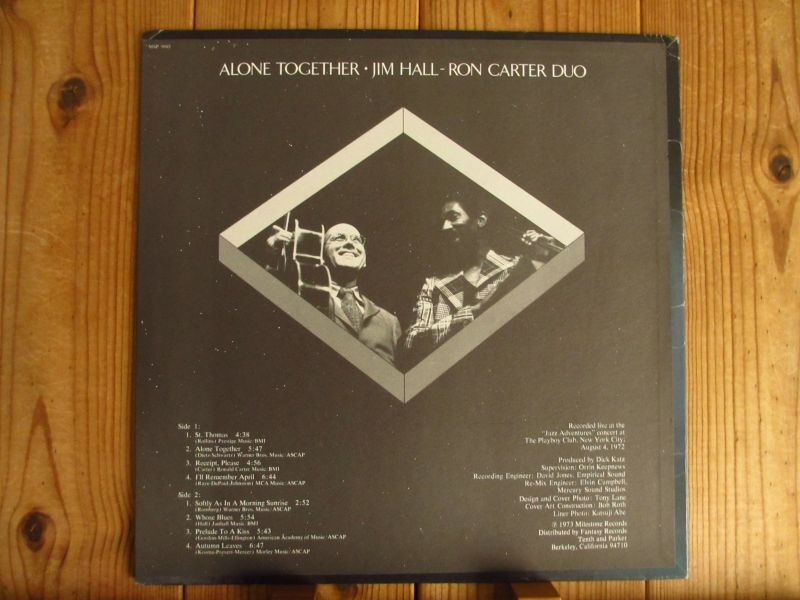 MSP 9045
ALONE TOGETHER • JIM HALL - RON CARTER DUO
Side 1:
1. St. Thomas 4:38
(Rollins) Prestige Music/BMI
2. Alone Together 5:47
(Dietz-Schwartz) Warner Bros. Music/ASCAP
3. Receipt, Please 4:56
(Carter) Ronald Carter Music/BMI
4. I'll Remember April 6:44
(Raye-DePaul-Johnston) MCA Music/ASCAP
Side 2:
1. Softly As In A Morning Sunrise 2:52
(Romberg) Warner Bros. Music/ASCAP
2. Whose Blues 5:54
(Hall) Janhall Music/BMI
3. Prelude To A Kiss 5:43
(Gordon-Mills-Ellington) American Academy of Music/ASCAP
4. Autumn Leaves 6:47
(Kosma-Prevert-Mercer) Morley Music/ASCAP
Recorded live at the
"Jazz Adventures" concert at
The Playboy Club, New York City;
August 4, 1972
Produced by Dick Katz
Supervision: Orrin Keepnews
Recording Engineer: David Jones, Empirical Sound
Re-Mix Engineer: Elvin Campbell,
Mercury Sound Studios
Design and Cover Photo: Tony Lane
Cover Art Construction: Bob Roth
Liner Photo: Katsuji Abe
℗ 1973 Milestone Records
Distributed by Fantasy Records
Tenth and Parker
Berkeley, California 94710